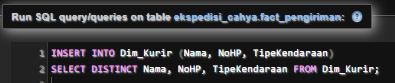 Run SQL query/queries on table ekspedisi_cahya.fact_pengiriman:
1 INSERT INTO Dim_Kurir (Nama, NoHP, TipeKendaraan)
2 SELECT DISTINCT Nama, NoHP, TipeKendaraan FROM Dim_Kurir;